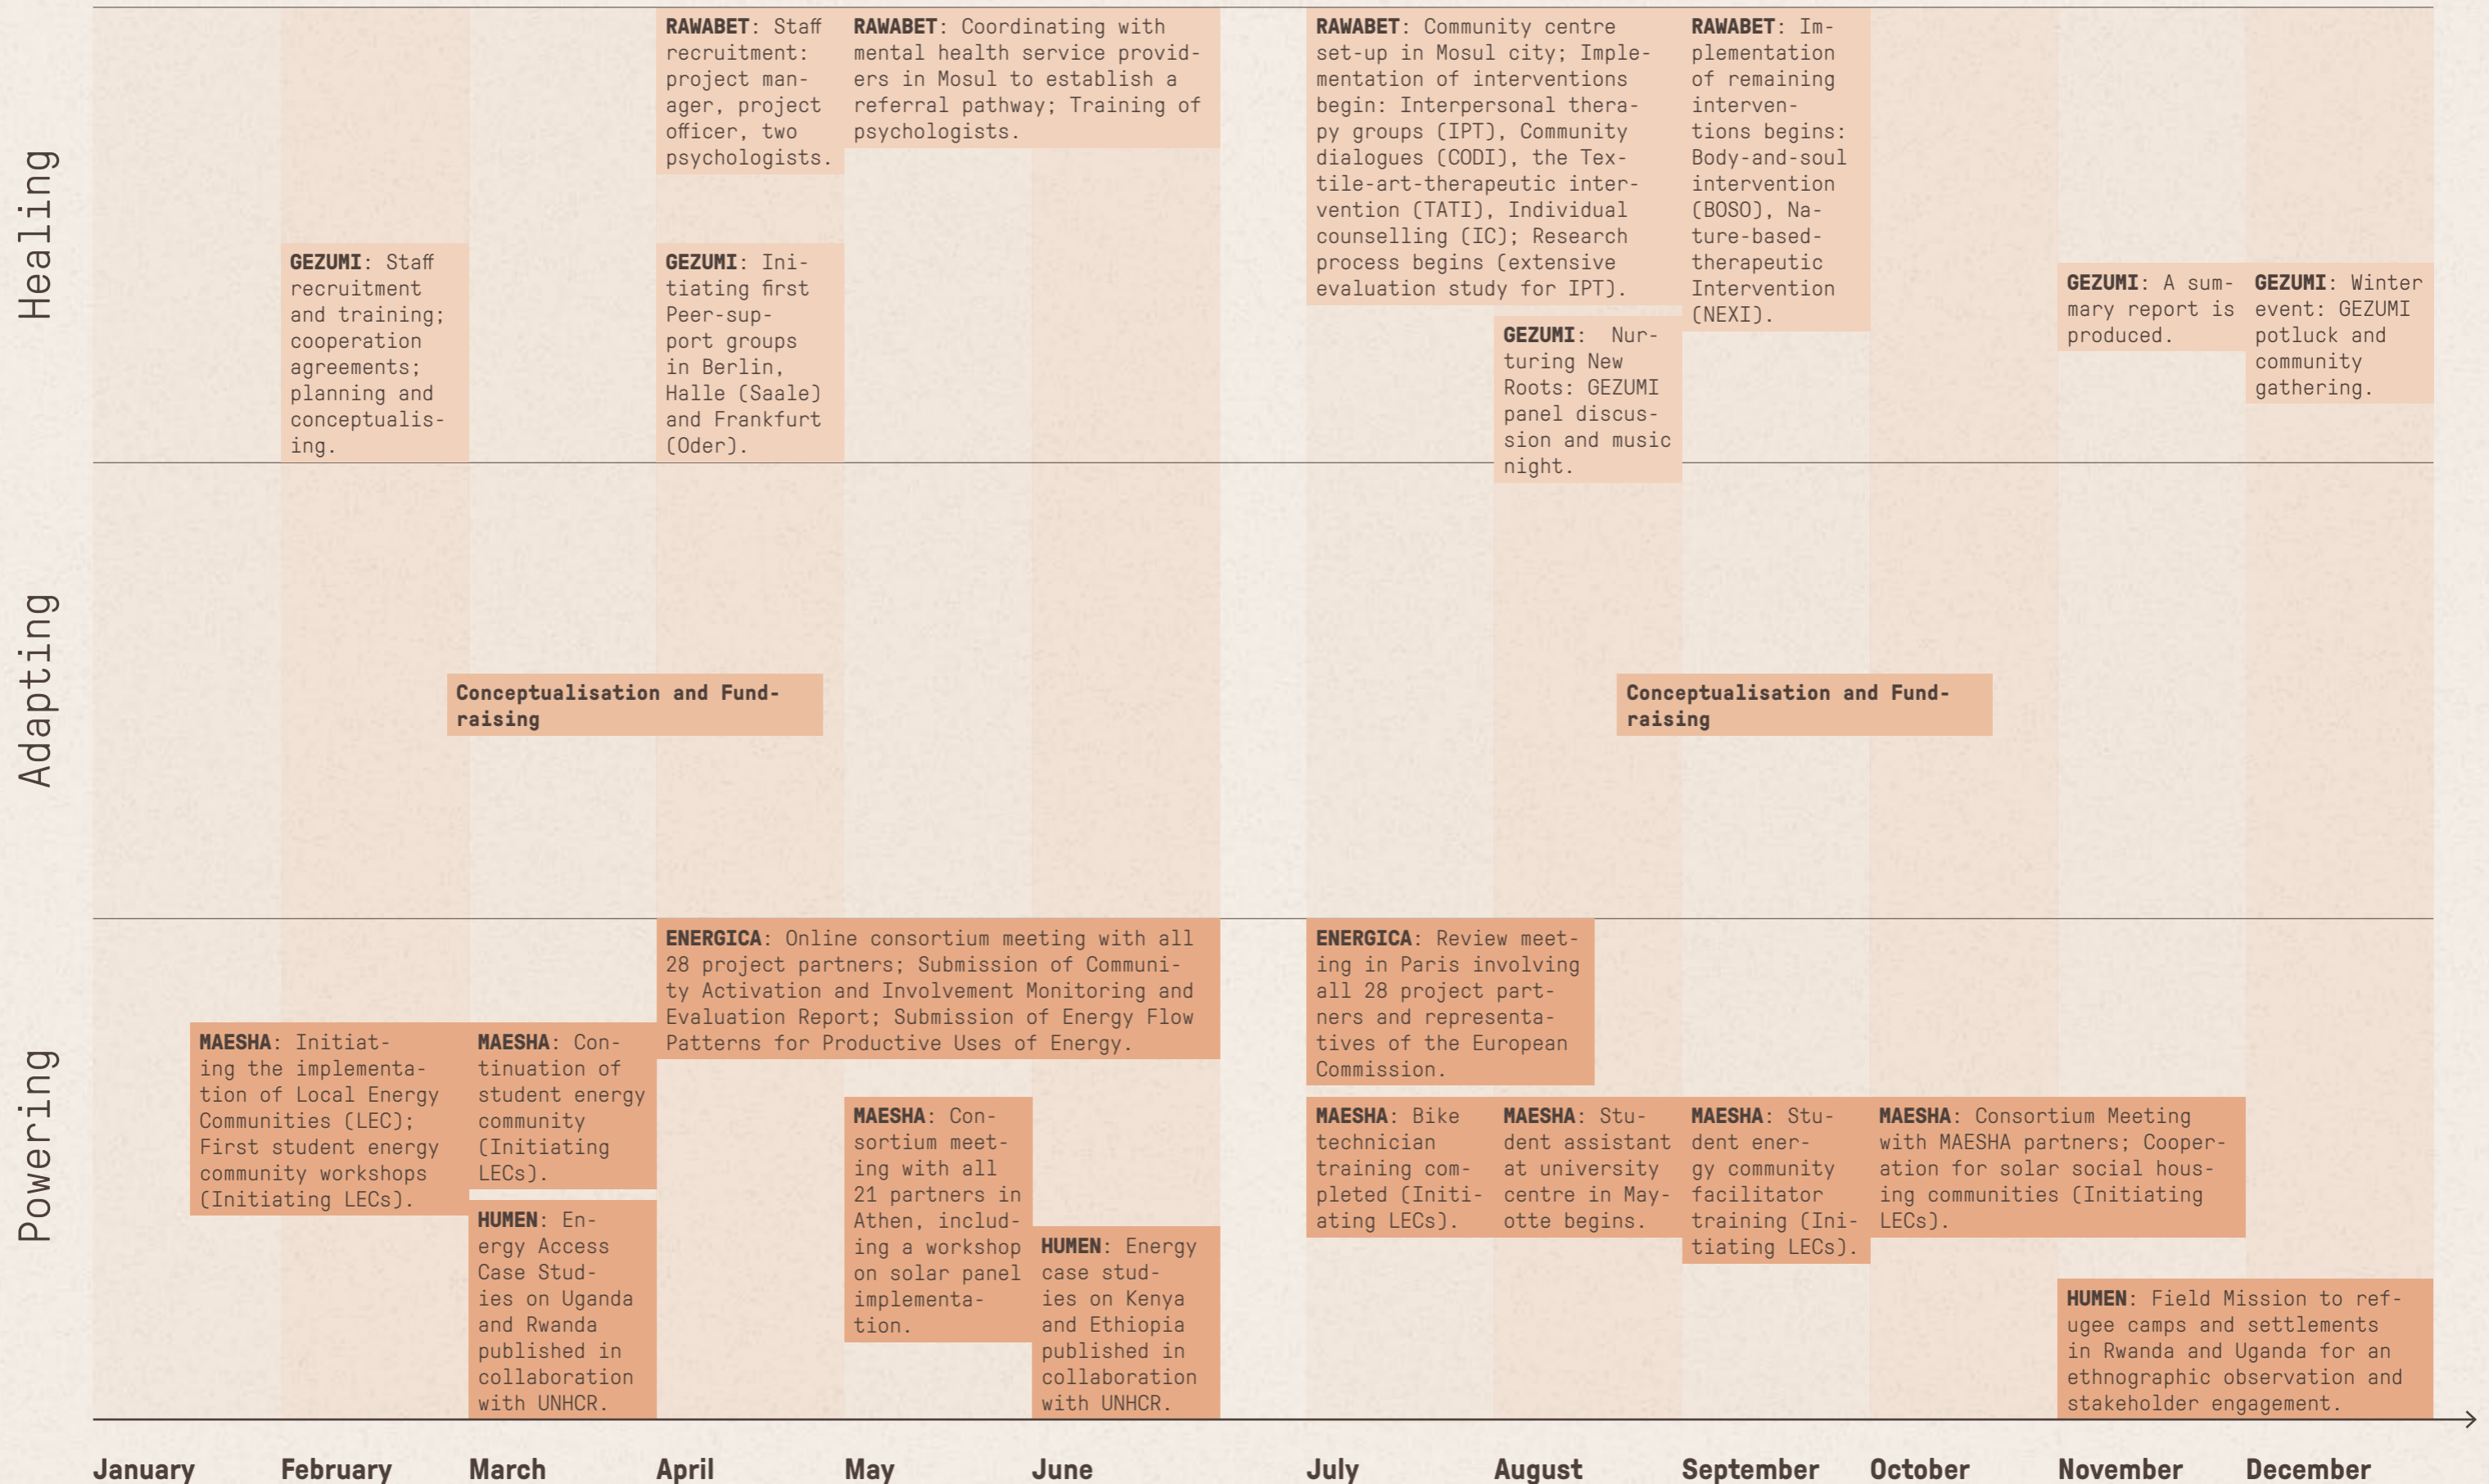 Healing
RAWABET: Staff
recruitment:
project man-
ager, project
officer, two
psychologists.
RAWABET: Coordinating with
mental health service provid-
ers in Mosul to establish a
referral pathway; Training of
psychologists.
RAWABET: Community centre
set-up in Mosul city; Imple-
mentation of interventions
begin: Interpersonal thera-
py groups (IPT), Community
dialogues (CODI), the Tex-
tile-art-therapeutic inter-
vention (TATI), Individual
counselling (IC); Research
process begins (extensive
evaluation study for IPT).
RAWABET: Im-
plementation
of remaining
interven-
tions begins:
Body-and-soul
intervention
(BOSO), Na-
ture-based-
therapeutic
Intervention
(NEXI).
GEZUMI: Staff
recruitment
and training;
cooperation
agreements;
planning and
conceptualis-
ing.
GEZUMI: Ini-
tiating first
Peer-sup-
port groups
in Berlin,
Halle (Saale)
and Frankfurt
(Oder).
GEZUMI: Nur-
turing New
Roots: GEZUMI
panel discus-
sion and music
night.
GEZUMI: A sum-
mary report is
produced.
GEZUMI: Winter
event: GEZUMI
potluck and
community
gathering.
Adapting
Conceptualisation and Fund-
raising
Conceptualisation and Fund-
raising
Powering
ENERGICA: Online consortium meeting with all
28 project partners; Submission of Communi-
ty Activation and Involvement Monitoring and
Evaluation Report; Submission of Energy Flow
Patterns for Productive Uses of Energy.
ENERGICA: Review meet-
ing in Paris involving
all 28 project part-
ners and representa-
tives of the European
Commission.
MAESHA: Initiat-
ing the implementa-
tion of Local Energy
Communities (LEC);
First student energy
community workshops
(Initiating LECs).
MAESHA: Con-
tinuation of
student energy
community
(Initiating
LECs).
MAESHA: Con-
sortium meet-
ing with all
21 partners in
Athen, includ-
ing a workshop
on solar panel
implementa-
tion.
MAESHA: Bike
technician
training com-
pleted (Initi-
ating LECs).
MAESHA: Stu-
dent assistant
at university
centre in May-
otte begins.
MAESHA: Stu-
dent ener-
gy community
facilitator
training (Ini-
tiating LECs).
MAESHA: Consortium Meeting
with MAESHA partners; Cooper-
ation for solar social hous-
ing communities (Initiating
LECs).
HUMEN: En-
ergy Access
Case Stud-
ies on Uganda
and Rwanda
published in
collaboration
with UNHCR.
HUMEN: Energy
case stud-
ies on Kenya
and Ethiopia
published in
collaboration
with UNHCR.
HUMEN: Field Mission to ref-
ugee camps and settlements
in Rwanda and Uganda for an
ethnographic observation and
stakeholder engagement.
January February March April May June July August September October November December